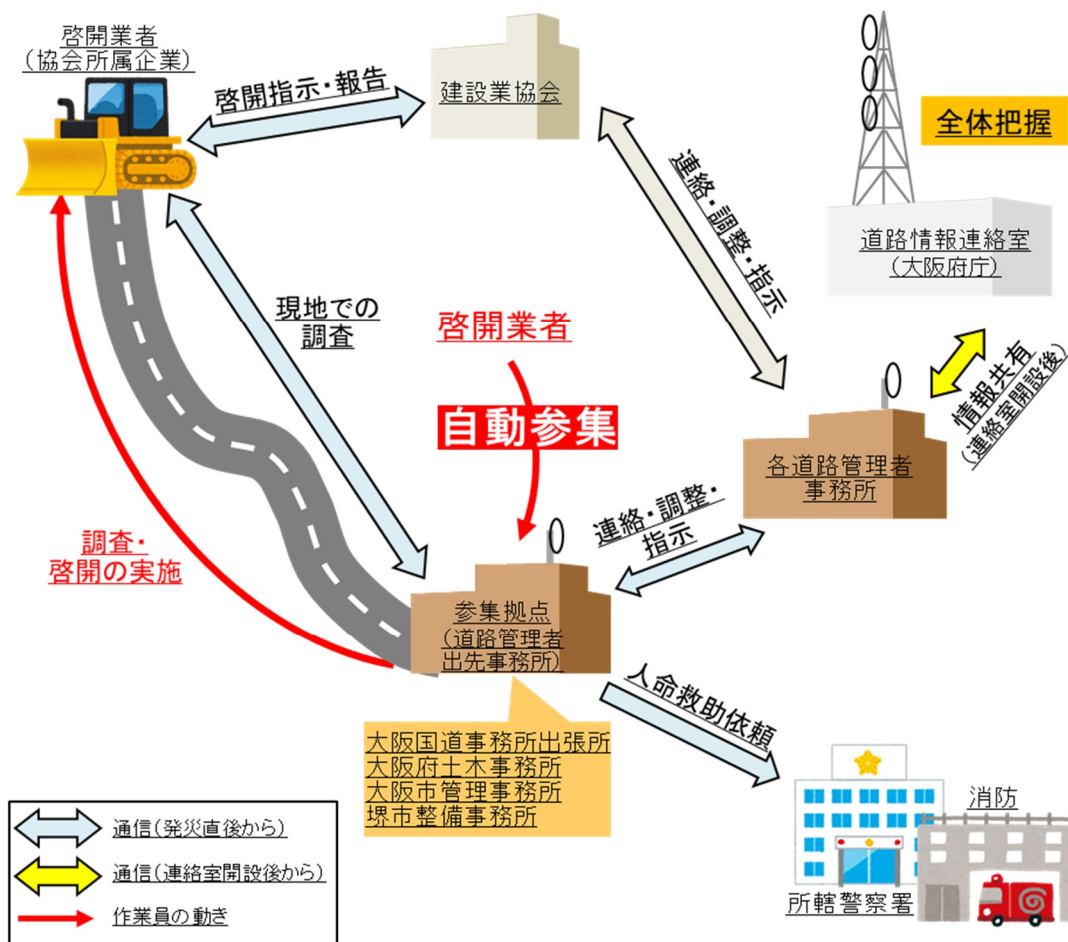 啓開業者
（協会所属企業）
啓開指示・報告
建設業協会
全体把握
連絡・調整・指示
道路情報連絡室
（大阪府庁）
現地での
調査
啓開業者
自動参集
情報共有
（連絡室開設後）
各道路管理者
事務所
連絡・調整・
指示
調査・
啓開の実施
参集拠点
（道路管理者
出先事務所）
人命救助依頼
大阪国道事務所出張所
大阪府土木事務所
大阪市管理事務所
堺市整備事務所
消防
所轄警察署
通信（発災直後から）
通信（連絡室開設後から）
作業員の動き